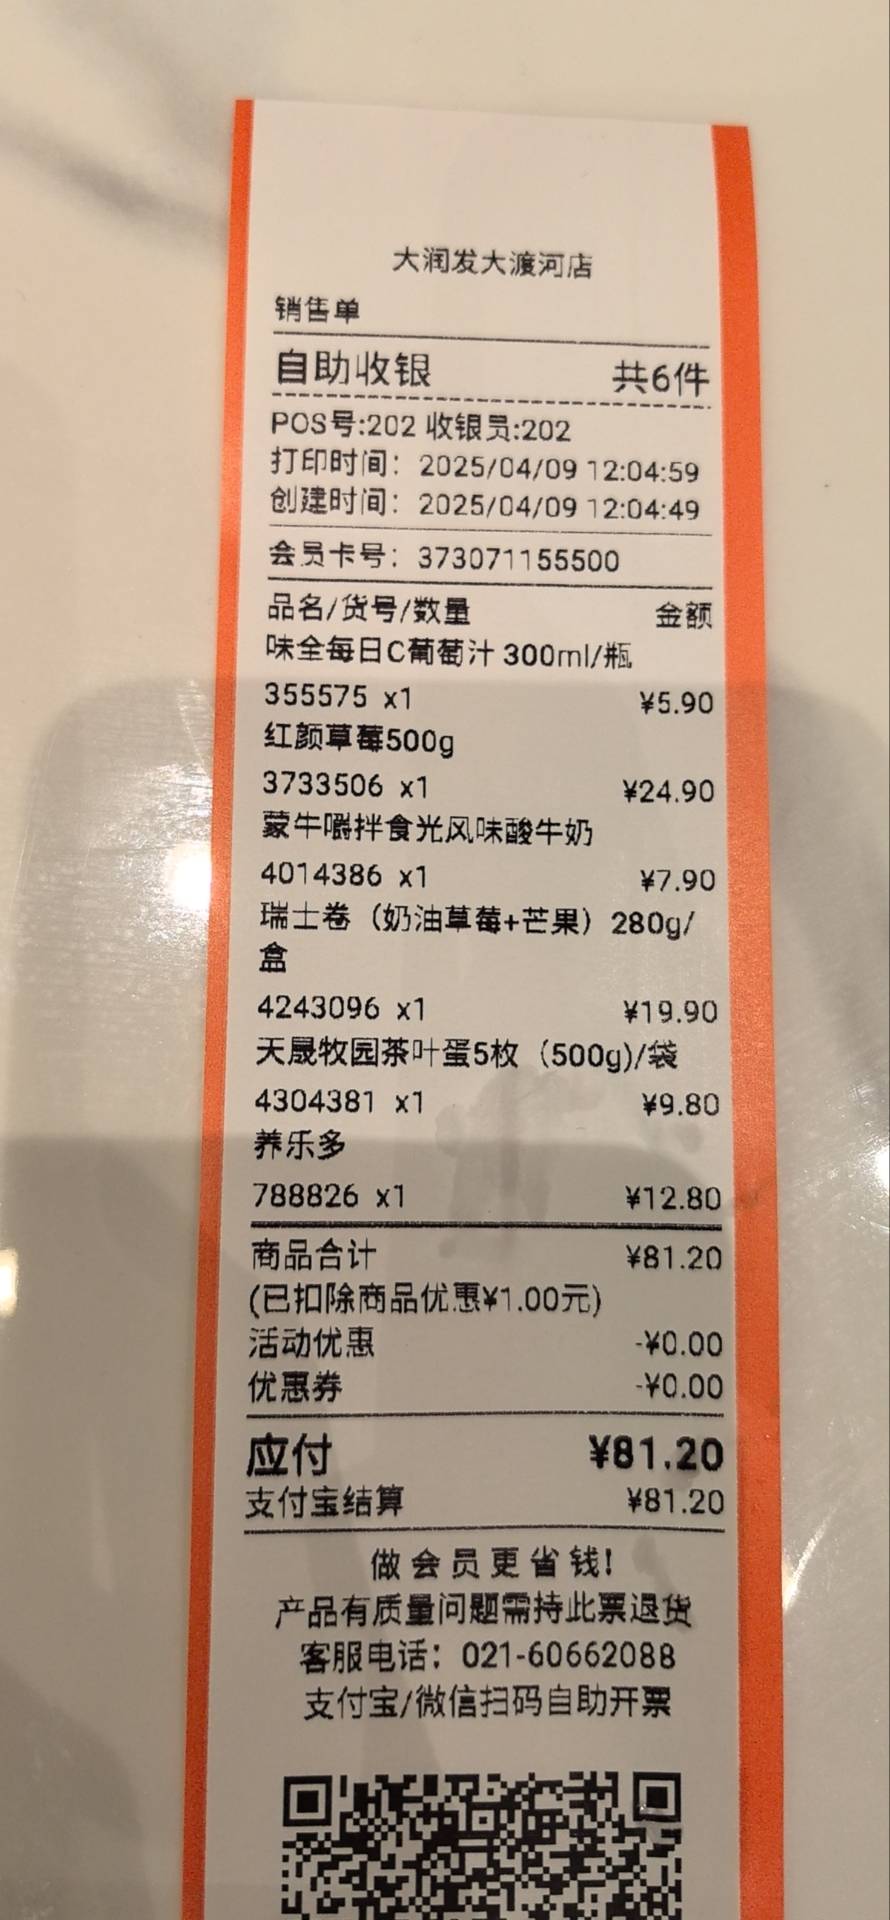 大润发大渡河店
销售单
自助收银 共6件
POS号:202 收银员:202
打印时间： 2025/04/09 12:04:59
创建时间： 2025/04/09 12:04:49
会员卡号： 373071155500
品名/货号/数量 金额
味全每日C葡萄汁 300ml/瓶
355575 x1 ¥5.90
红颜草莓500g
3733506 x1 ¥24.90
蒙牛嚼拌食光风味酸牛奶
4014386 x1 ¥7.90
瑞士卷（奶油草莓+芒果）280g/
盒
4243096 x1 ¥19.90
天晟牧园茶叶蛋5枚（500g)/袋
4304381 x1 ¥9.80
养乐多
788826 x1 ¥12.80
商品合计 ¥81.20
(已扣除商品优惠¥1.00元)
活动优惠 -¥0.00
优惠券 -¥0.00
应付 ¥81.20
支付宝结算 ¥81.20
做会员更省钱!
产品有质量问题需持此票退货
客服电话：021-60662088
支付宝/微信扫码自助开票